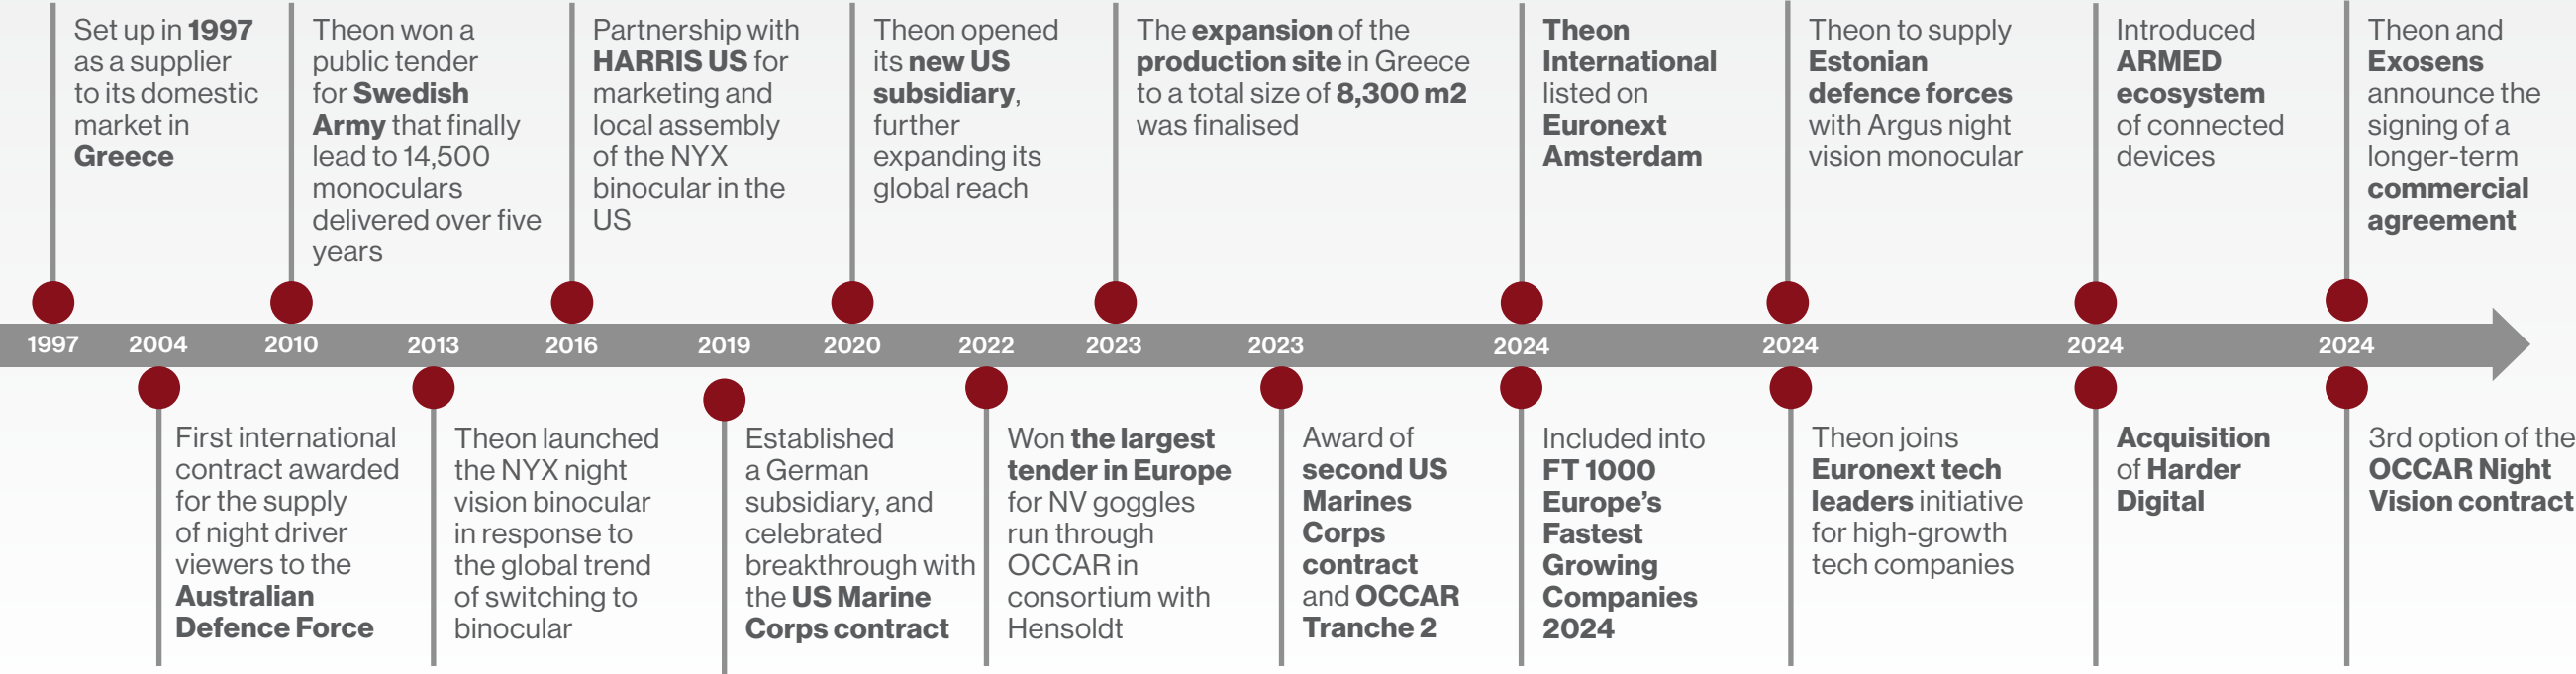 Set up in 1997
as a supplier
to its domestic
market in
Greece
Theon won a
public tender
for Swedish
Army that finally
lead to 14,500
monoculars
delivered over five
years
Partnership with
HARRIS US for
marketing and
local assembly
of the NYX
binocular in the
US
Theon opened
its new US
subsidiary,
further
expanding its
global reach
The expansion of the
production site in Greece
to a total size of 8,300 m2
was finalised
Theon
International
listed on
Euronext
Amsterdam
Theon to supply
Estonian
defence forces
with Argus night
vision monocular
Introduced
ARMED
ecosystem
of connected
devices
Theon and
Exosens
announce the
signing of a
longer-term
commercial
agreement
1997 2004 2010 2013 2016 2019 2020 2022 2023 2023 2024 2024 2024 2024
First international
contract awarded
for the supply
of night driver
viewers to the
Australian
Defence Force
Theon launched
the NYX night
vision binocular
in response to
the global trend
of switching to
binocular
Established
a German
subsidiary, and
celebrated
breakthrough with
the US Marine
Corps contract
Won the largest
tender in Europe
for NV goggles
run through
OCCAR in
consortium with
Hensoldt
Award of
second US
Marines
Corps
contract
and OCCAR
Tranche 2
Included into
FT 1000
Europe’s
Fastest
Growing
Companies
2024
Theon joins
Euronext tech
leaders initiative
for high-growth
tech companies
Acquisition
of Harder
Digital
3rd option of the
OCCAR Night
Vision contract